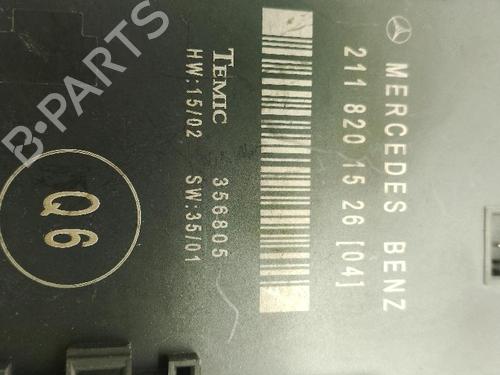 MERCEDES BENZ
211 820 15 26 [04]
TEMIC 356805
HW:15/02 SW:35/01
Q6
B-PARTS